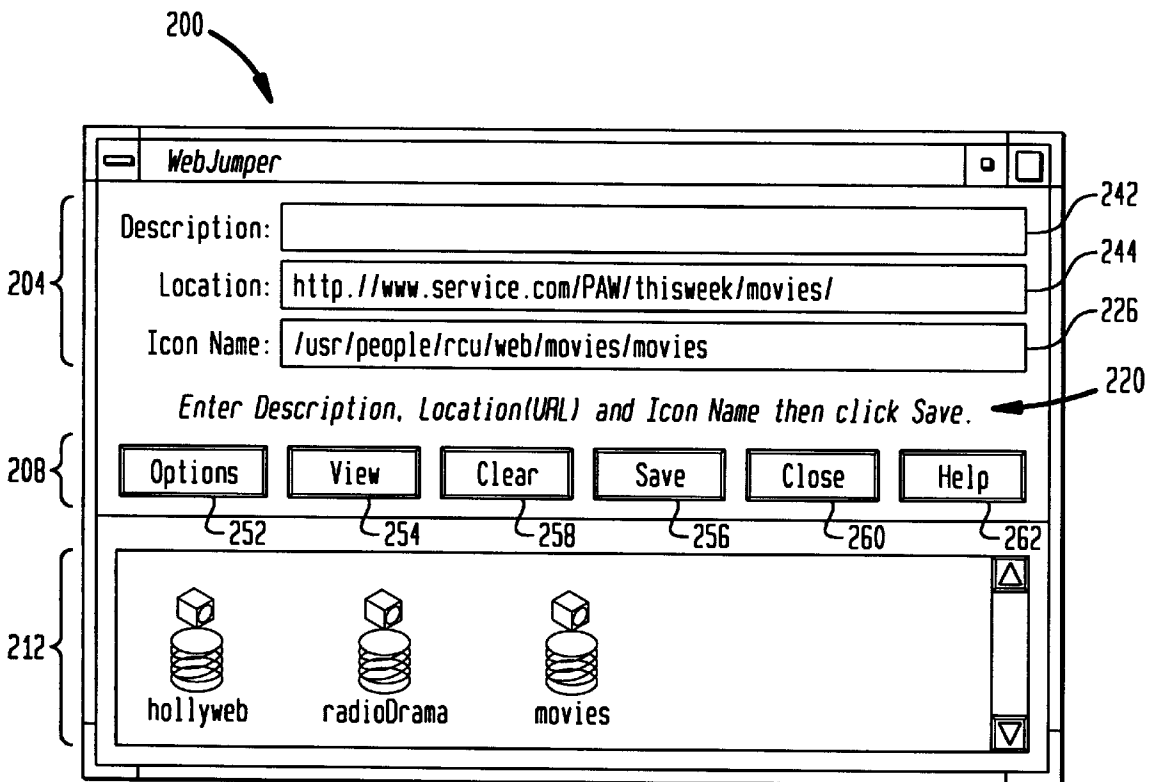 200
WebJumper
Description:
242
204
Location: http.//www.service.com/PAW/thisweek/movies/
244
Icon Name: /usr/people/rcu/web/movies/movies
226
Enter Description, Location(URL) and Icon Name then click Save.
220
208
Options View Clear Save Close Help
252 254 258 256 260 262
212
hollyweb radioDrama movies